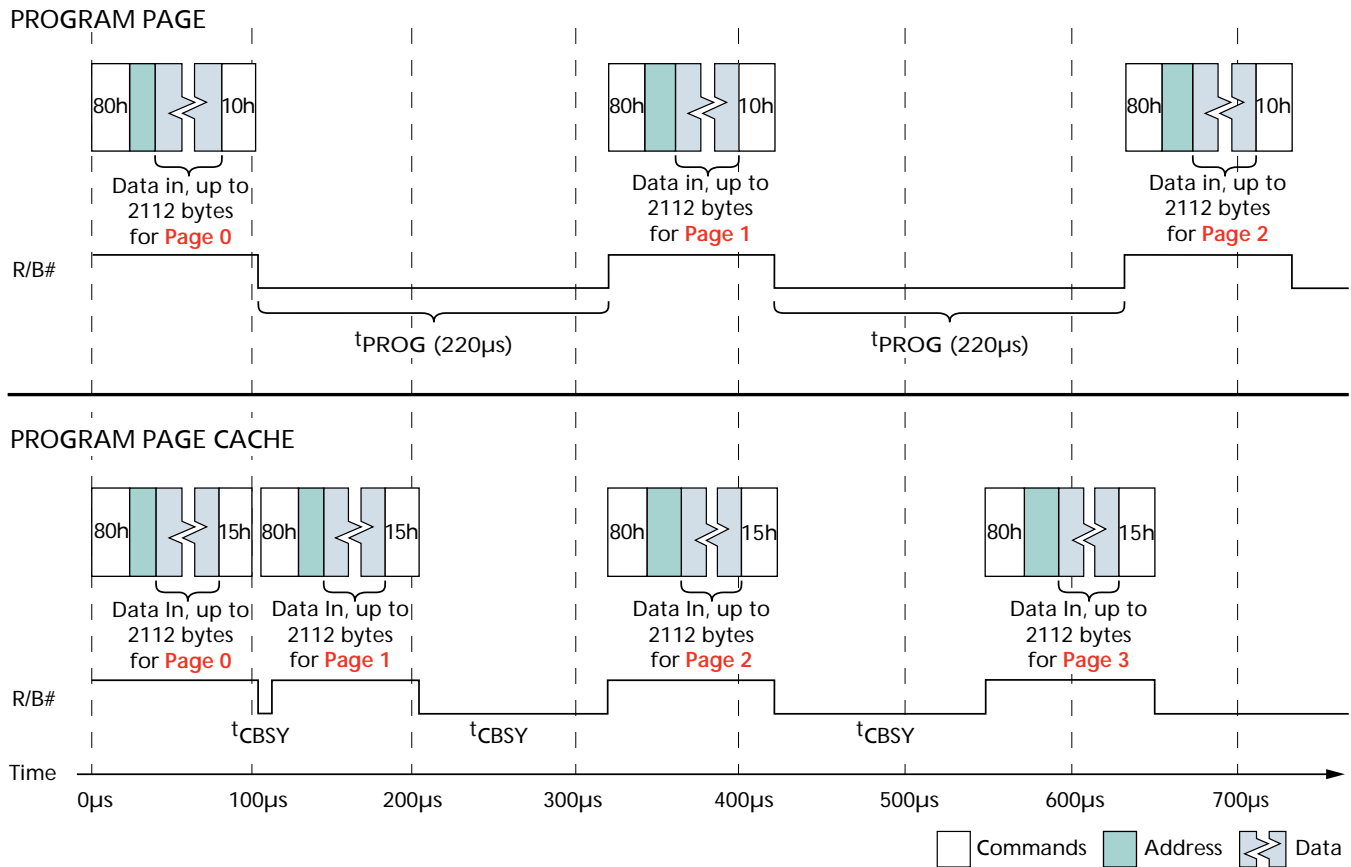 PROGRAM PAGE
80h 10h 80h 10h 80h 10h
Data in, up to
2112 bytes
for Page 0
Data in, up to
2112 bytes
for Page 1
Data in, up to
2112 bytes
for Page 2
R/B#
tPROG (220µs) tPROG (220µs)
PROGRAM PAGE CACHE
80h 15h 80h 15h 80h 15h 80h 15h
Data In, up to
2112 bytes
for Page 0
Data In, up to
2112 bytes
for Page 1
Data In, up to
2112 bytes
for Page 2
Data In, up to
2112 bytes
for Page 3
R/B#
tCBSY tCBSY tCBSY
Time
0µs 100µs 200µs 300µs 400µs 500µs 600µs 700µs
Commands Address Data